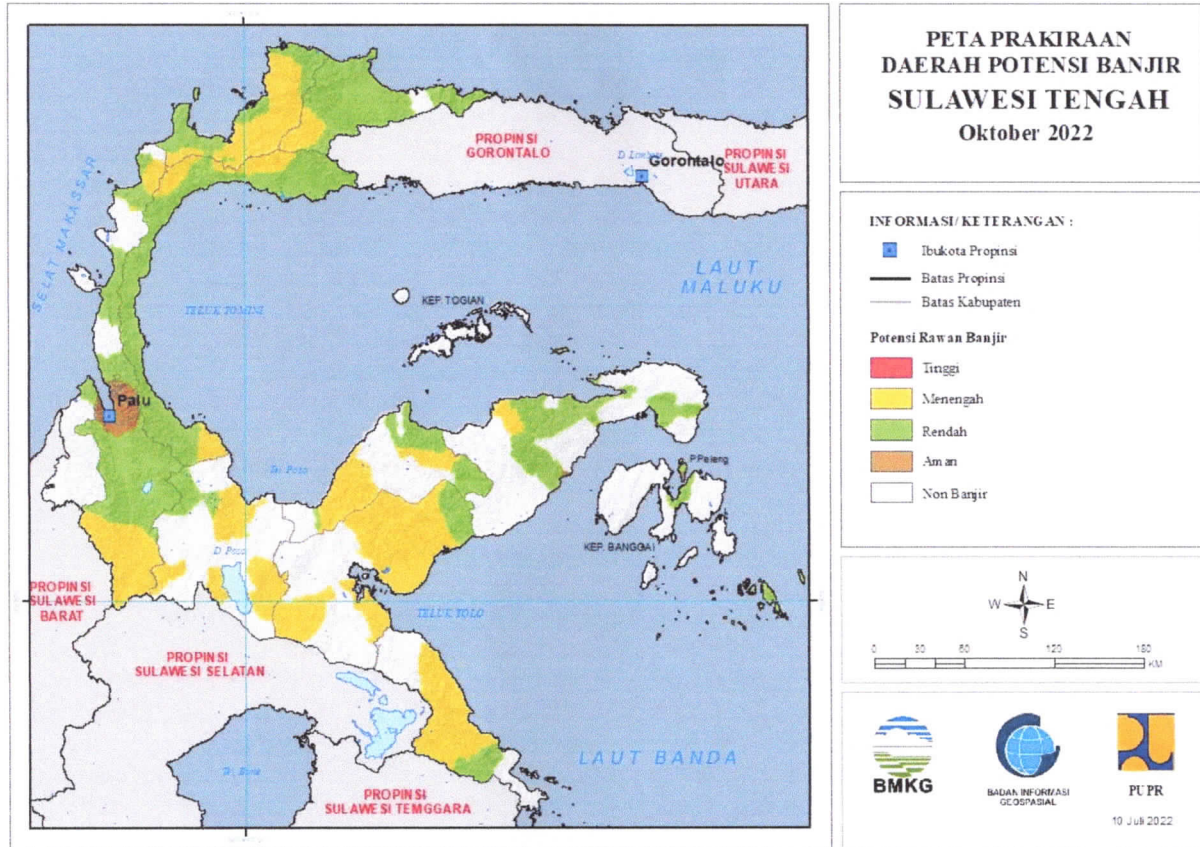 PETA PRAKIRAAN
DAERAH POTENSI BANJIR
SULAWESI TENGAH
Oktober 2022
INFORMASI/KETERANGAN :
Ibukota Propinsi
Batas Propinsi
Batas Kabupaten
Potensi Rawan Banjir
Tinggi
Menengah
Rendah
Aman
Non Banjir
N
W E
S
0 30 60 120 180
KM
BMKG
BADAN INFORMASI
GEOSPASIAL
PUPR
19 Juli 2022
PROPINSI
GORONTALO
Gorontalo
PROPINSI
SULAWESI
UTARA
SELAT MAKASSAR
LAUT
MALUKU
TELUK TOMINI
KEP. TOGIAN
Palu
P.Peleng
KEP. BANGGAI
D. Poso
TELUK TOLO
PROPINSI
SULAWESI
BARAT
PROPINSI
SULAWESI SELATAN
LAUT BANDA
PROPINSI
SULAWESI TEMGGARA